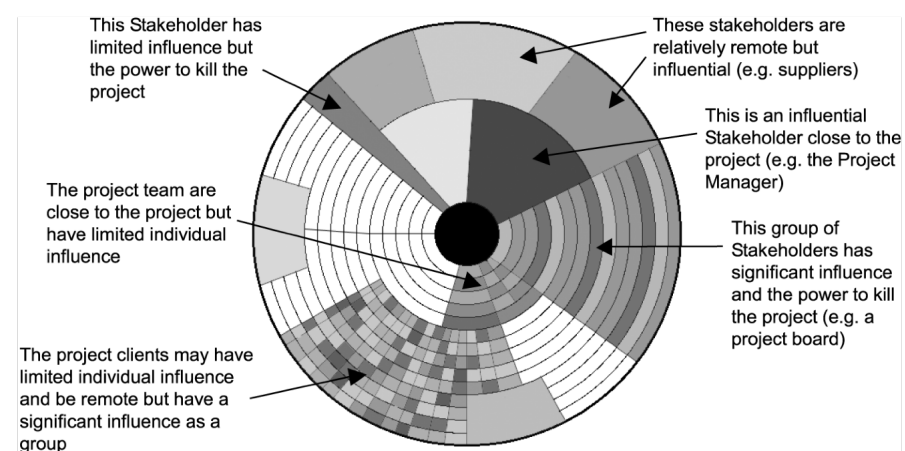 This Stakeholder has
limited influence but
the power to kill the
project
These stakeholders are
relatively remote but
influential (e.g. suppliers)
This is an influential
Stakeholder close to the
project (e.g. the Project
Manager)
The project team are
close to the project but
have limited individual
influence
This group of
Stakeholders has
significant influence
and the power to kill
the project (e.g. a
project board)
The project clients may have
limited individual influence
and be remote but have a
significant influence as a
group